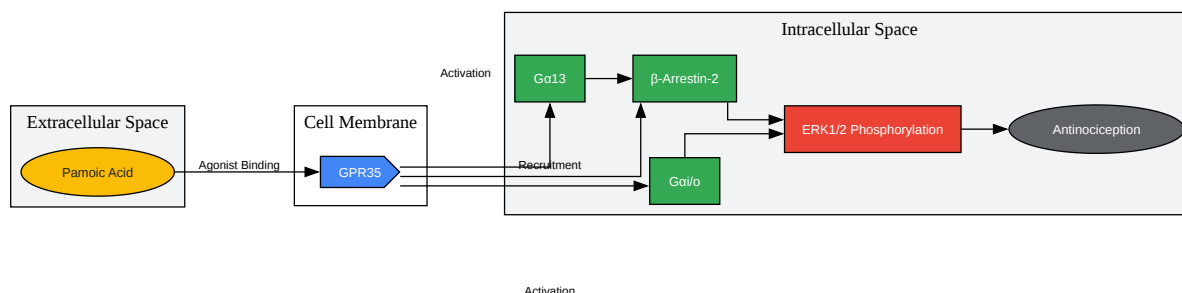 Intracellular Space
Activation
Gα13
β-Arrestin-2
Extracellular Space
Cell Membrane
ERK1/2 Phosphorylation
Antinociception
Pamoic Acid
Agonist Binding
GPR35
Recruitment
Gαi/o
Activation